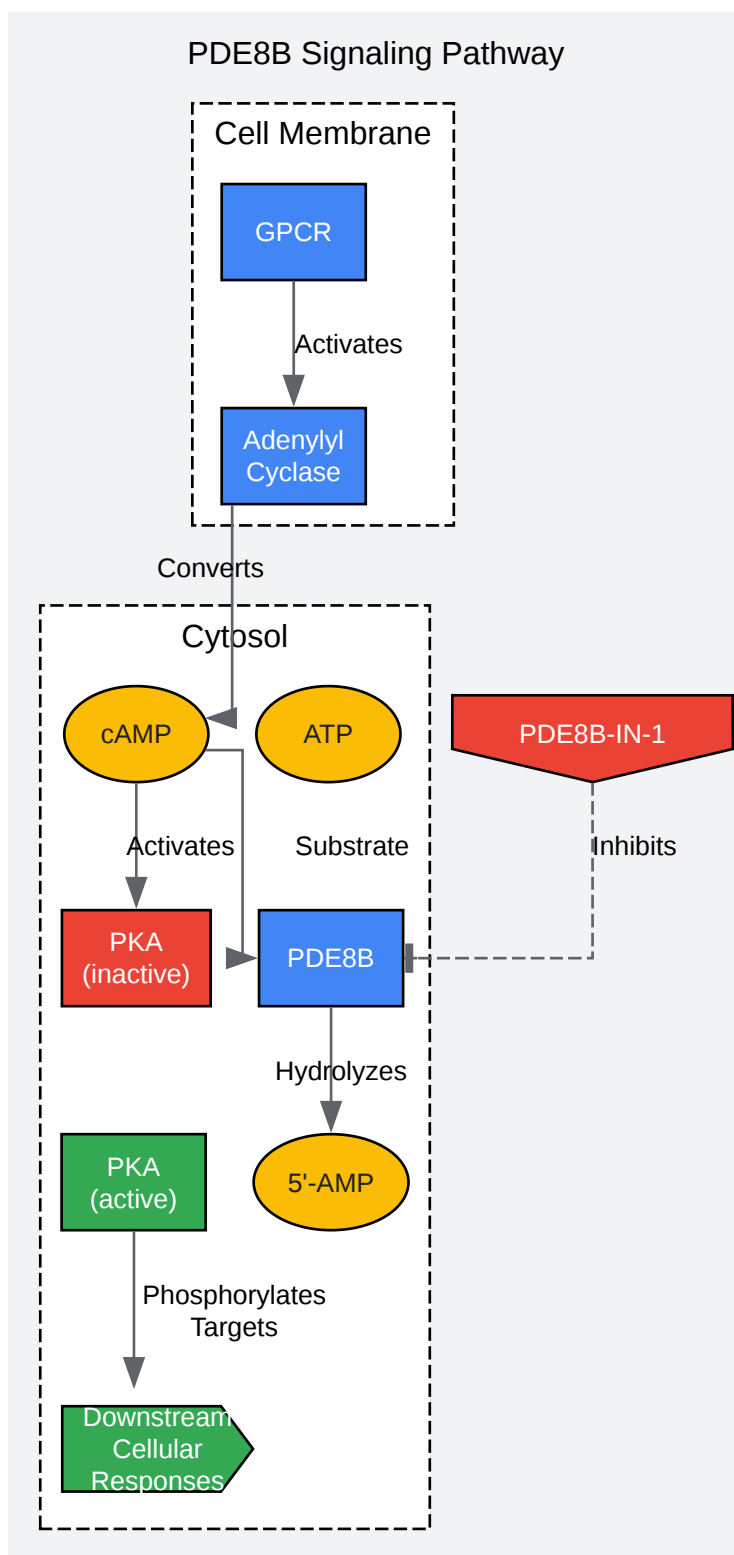 PDE8B Signaling Pathway
Cell Membrane
GPCR
Activates
Adenylyl
Cyclase
Converts
Cytosol
cAMP
ATP
PDE8B-IN-1
Activates
Substrate
Inhibits
PKA
(inactive)
PDE8B
Hydrolyzes
PKA
(active)
5'-AMP
Phosphorylates
Targets
Downstream
Cellular
Responses